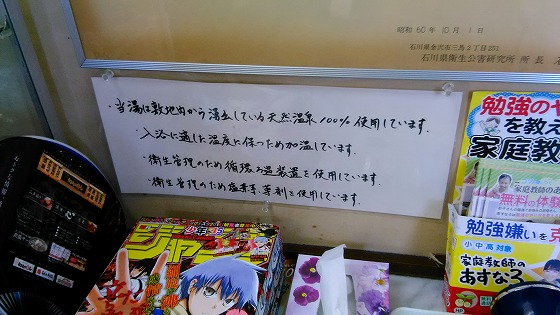 昭和60年10月1日
石川県金沢市三馬2丁目251
石川県衛生公害研究所 所長
・当湯は敷地内から湧出している天然温泉100%使用しています.
・入浴に適した温度に保つため加温しています.
・衛生管理のため循環ろ過装置を使用しています.
・衛生管理のため塩素系薬剤を使用しています.
勉強のや
を教え
家庭教
家庭教師のあ
無料の体験
勉強嫌いを克
小中高対象
家庭教師の
あすなろ
少年
ジャンプ